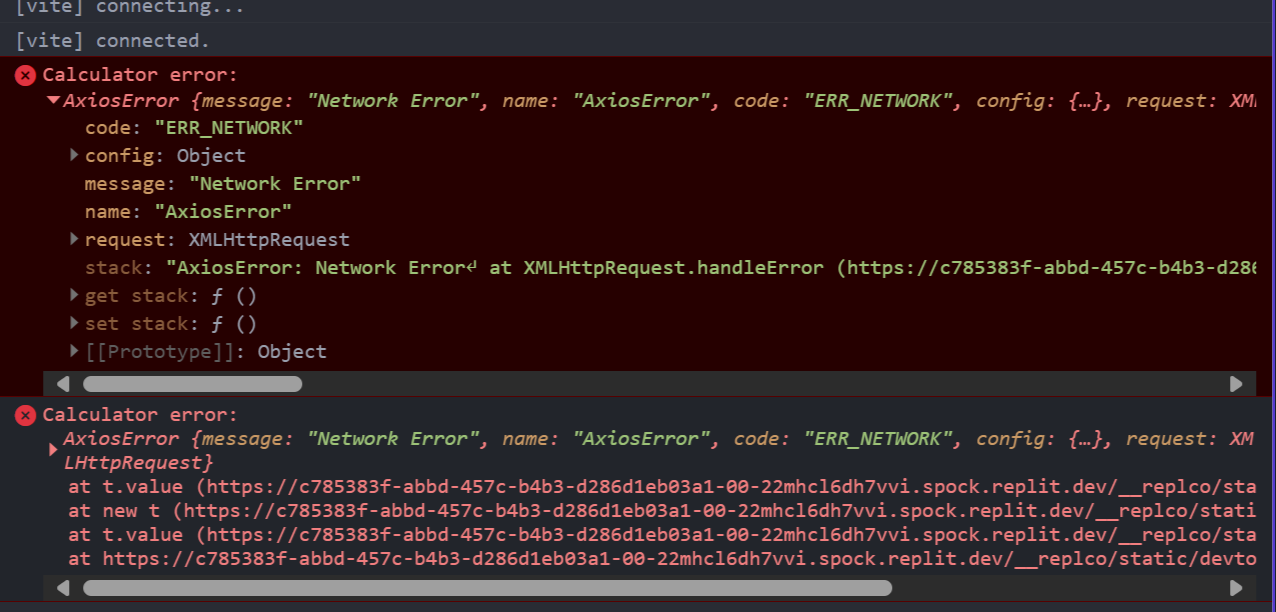 [vite] connecting...
[vite] connected.
Calculator error:
AxiosError {message: "Network Error", name: "AxiosError", code: "ERR_NETWORK", config: {…}, request: XM
code: "ERR_NETWORK"
config: Object
message: "Network Error"
name: "AxiosError"
request: XMLHttpRequest
stack: "AxiosError: Network Error↵ at XMLHttpRequest.handleError (https://c785383f-abbd-457c-b4b3-d286
get stack: ƒ ()
set stack: ƒ ()
[[Prototype]]: Object
Calculator error:
AxiosError {message: "Network Error", name: "AxiosError", code: "ERR_NETWORK", config: {…}, request: XM
LHttpRequest}
at t.value (https://c785383f-abbd-457c-b4b3-d286d1eb03a1-00-22mhcl6dh7vvi.spock.replit.dev/__replco/sta
at new t (https://c785383f-abbd-457c-b4b3-d286d1eb03a1-00-22mhcl6dh7vvi.spock.replit.dev/__replco/stati
at t.value (https://c785383f-abbd-457c-b4b3-d286d1eb03a1-00-22mhcl6dh7vvi.spock.replit.dev/__replco/sta
at https://c785383f-abbd-457c-b4b3-d286d1eb03a1-00-22mhcl6dh7vvi.spock.replit.dev/__replco/static/devto